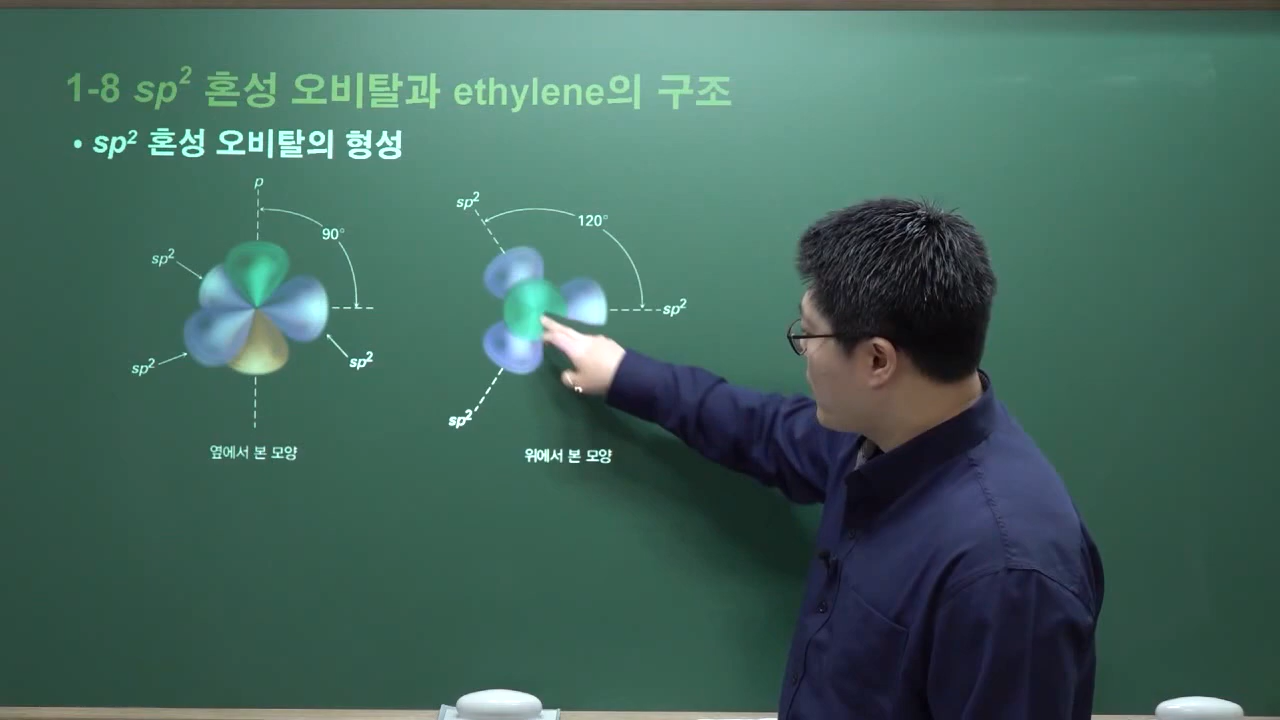 1-8 sp² 혼성 오비탈과 ethylene의 구조
• sp² 혼성 오비탈의 형성
p
90°
sp²
sp²
sp²
옆에서 본 모양
sp²
120°
sp²
sp²
위에서 본 모양